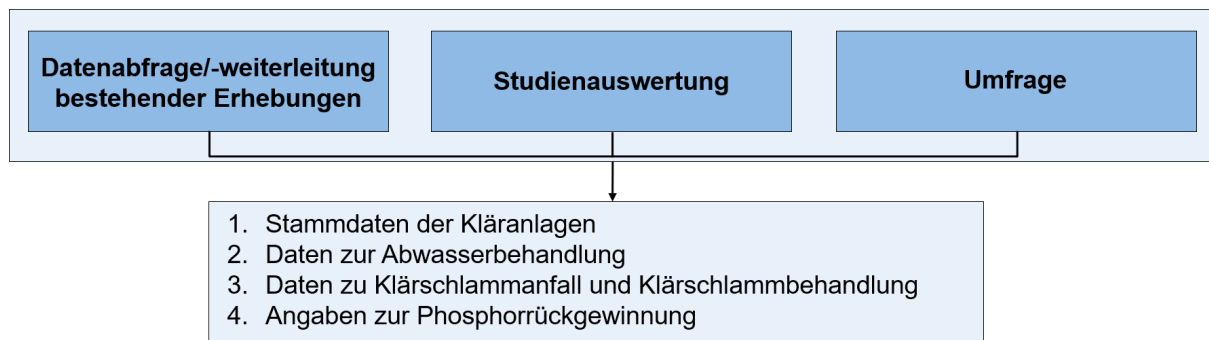 Datenabfrage/-weiterleitung
bestehender Erhebungen
Studienauswertung
Umfrage
1. Stammdaten der Kläranlagen
2. Daten zur Abwasserbehandlung
3. Daten zu Klärschlammanfall und Klärschlammbehandlung
4. Angaben zur Phosphorrückgewinnung